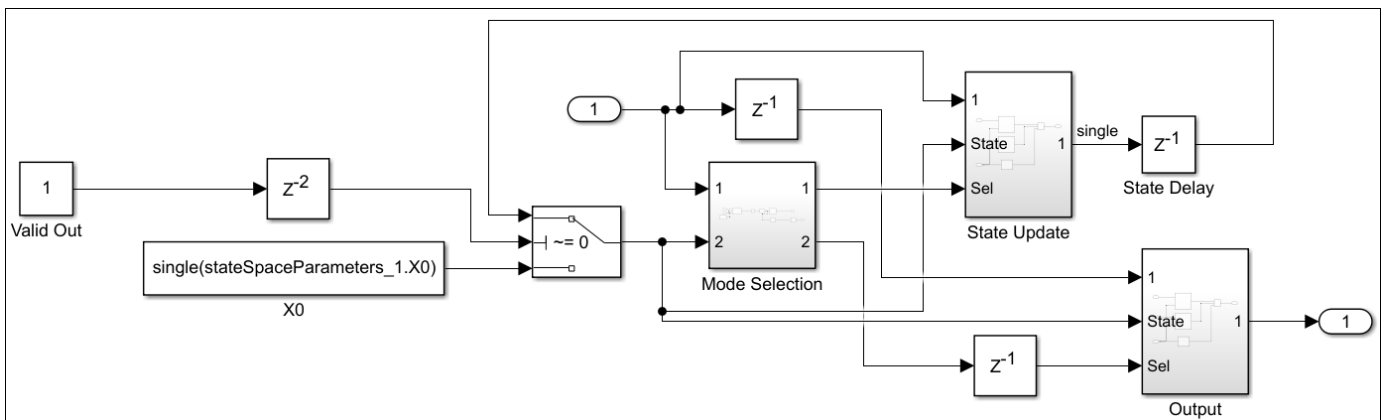 1
Valid Out
Z-2
single(stateSpaceParameters_1.X0)
X0
~= 0
1
Z-1
1
2
1
2
Mode Selection
1
State
Sel
1
State Update
single
Z-1
State Delay
Z-1
1
State
Sel
1
Output
1